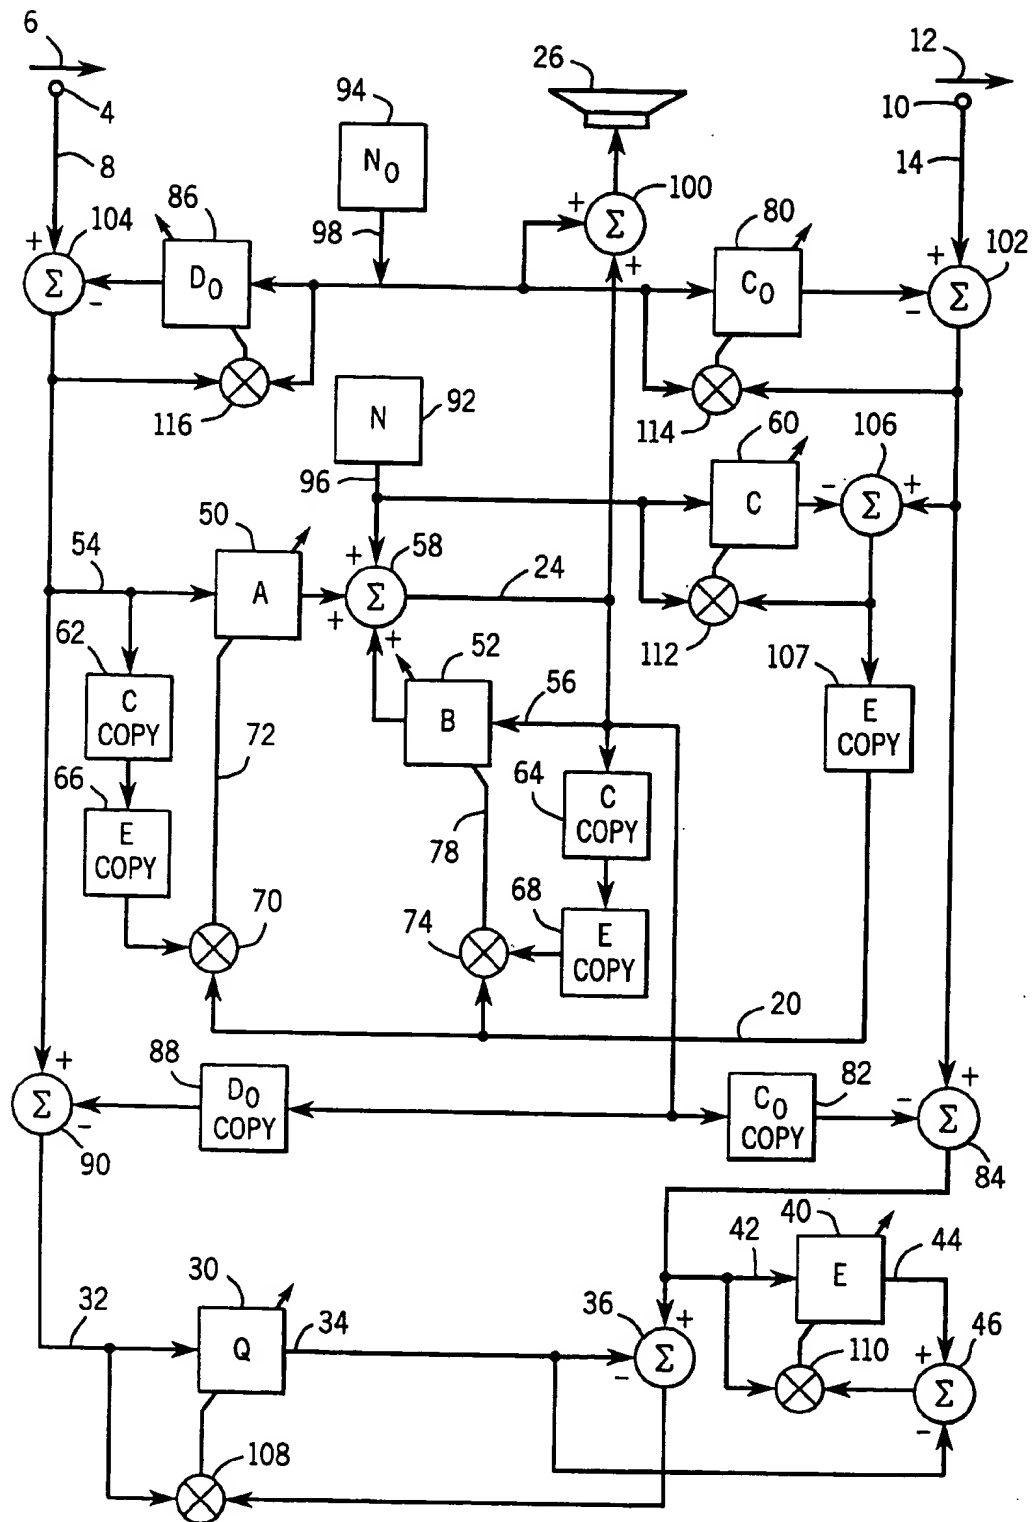 6
4
8
94
N0
98
26
12
10
14
100
+
Σ
+
86
D0
104
+
Σ
-
116
80
C0
102
+
Σ
-
114
N
92
96
60
C
106
-
Σ
+
112
54
50
A
58
+
Σ
+
+
24
62
C
COPY
52
B
56
107
E
COPY
72
66
E
COPY
64
C
COPY
78
70
74
68
E
COPY
20
88
D0
COPY
+
Σ
-
90
82
C0
COPY
+
-
Σ
84
32
30
Q
34
36
+
Σ
-
42
40
E
44
110
46
+
Σ
-
108